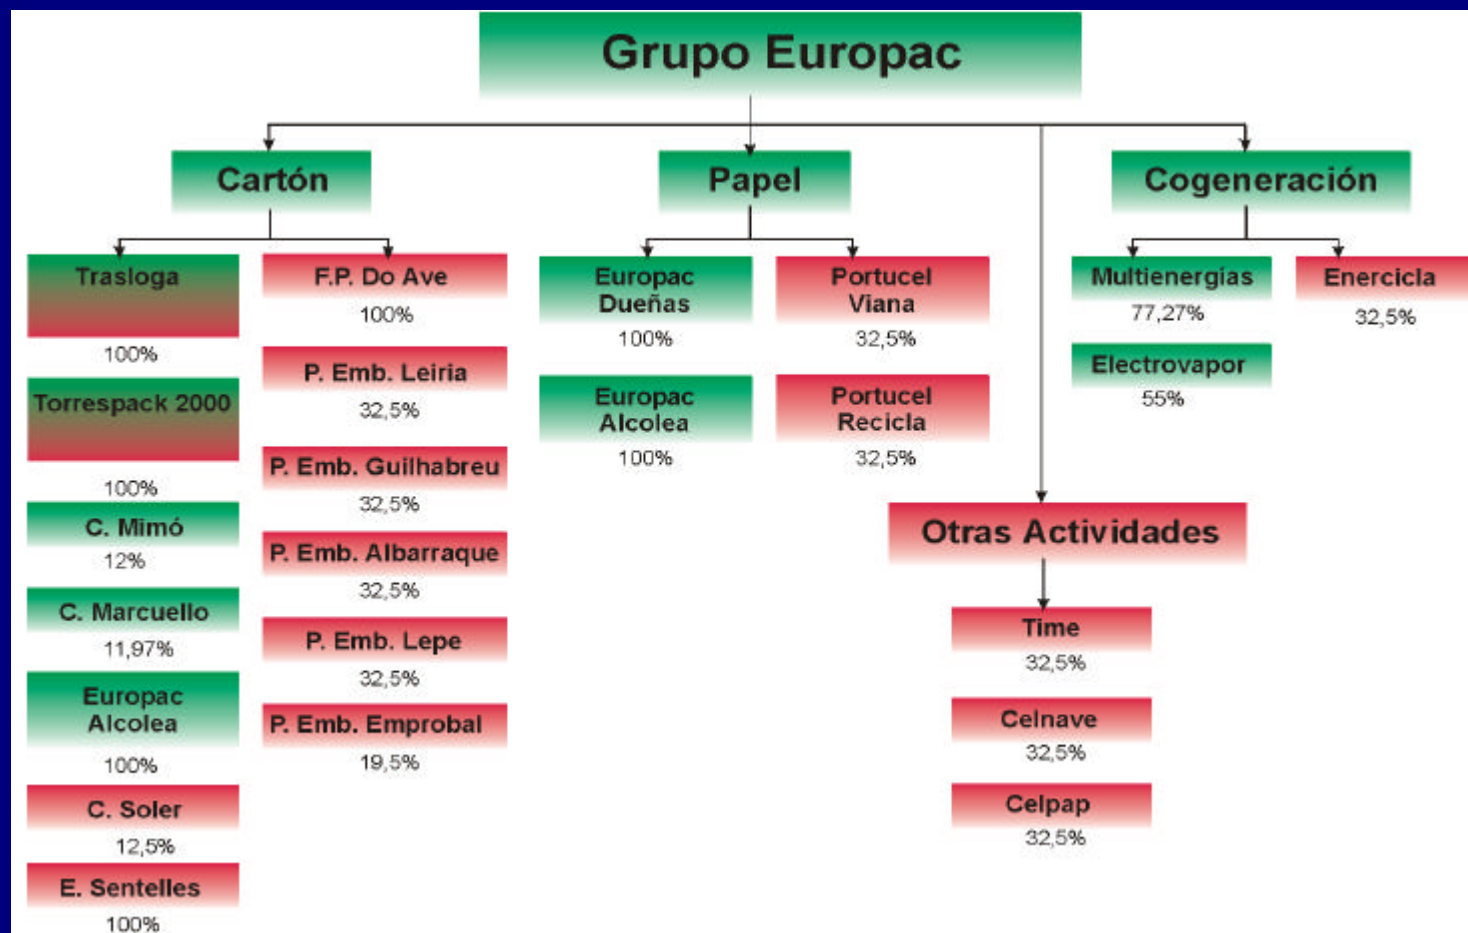 Grupo Europac
Cartón
Trasloga
100%
Torrespack 2000
100%
C. Mimó
12%
C. Marcuello
11,97%
Europac
Alcolea
100%
C. Soler
12,5%
E. Sentelles
100%
F.P. Do Ave
100%
P. Emb. Leiria
32,5%
P. Emb. Guilhabreu
32,5%
P. Emb. Albarraque
32,5%
P. Emb. Lepe
32,5%
P. Emb. Emprobal
19,5%
Papel
Europac
Dueñas
100%
Europac
Alcolea
100%
Portucel
Viana
32,5%
Portucel
Recicla
32,5%
Otras Actividades
Time
32,5%
Celnave
32,5%
Celpap
32,5%
Cogeneración
Multienergías
77,27%
Electrovapor
55%
Enercicla
32,5%